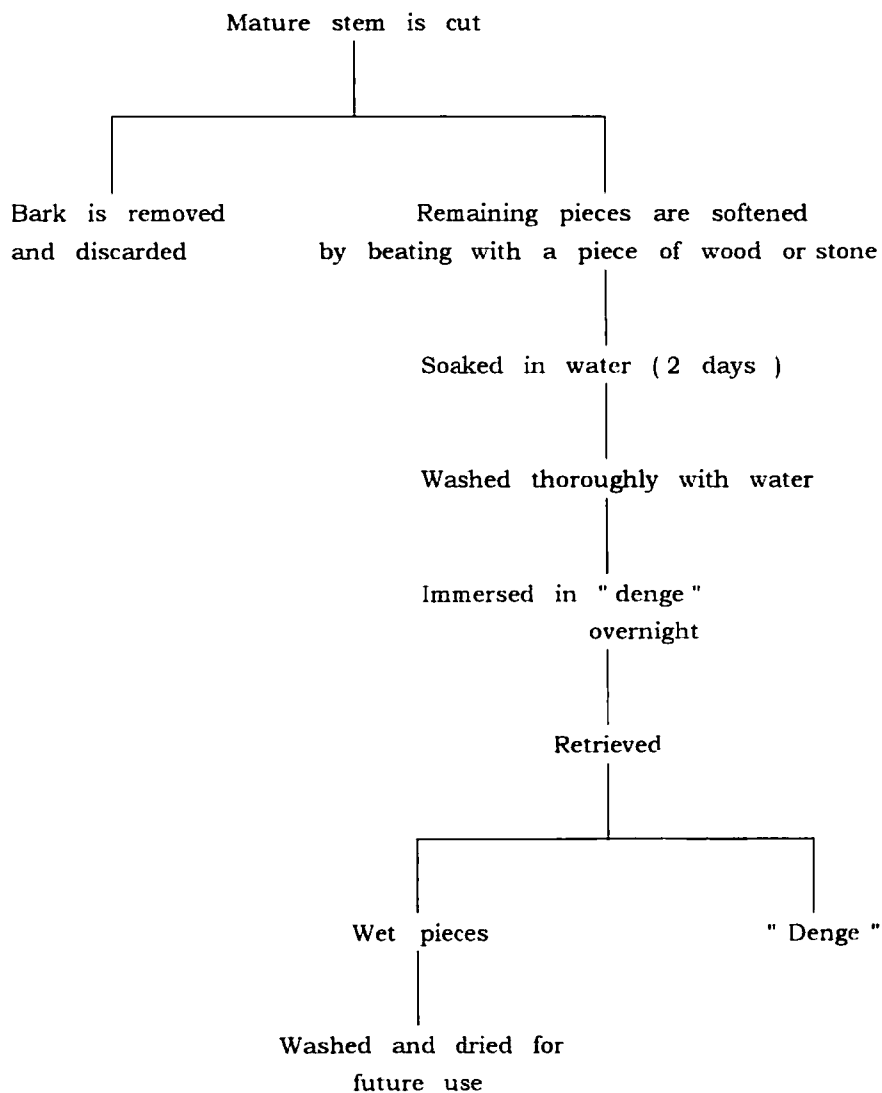 Mature stem is cut
Bark is removed
and discarded
Remaining pieces are softened
by beating with a piece of wood or stone
Soaked in water ( 2 days )
Washed thoroughly with water
Immersed in " denge "
overnight
Retrieved
Wet pieces
" Denge "
Washed and dried for
future use